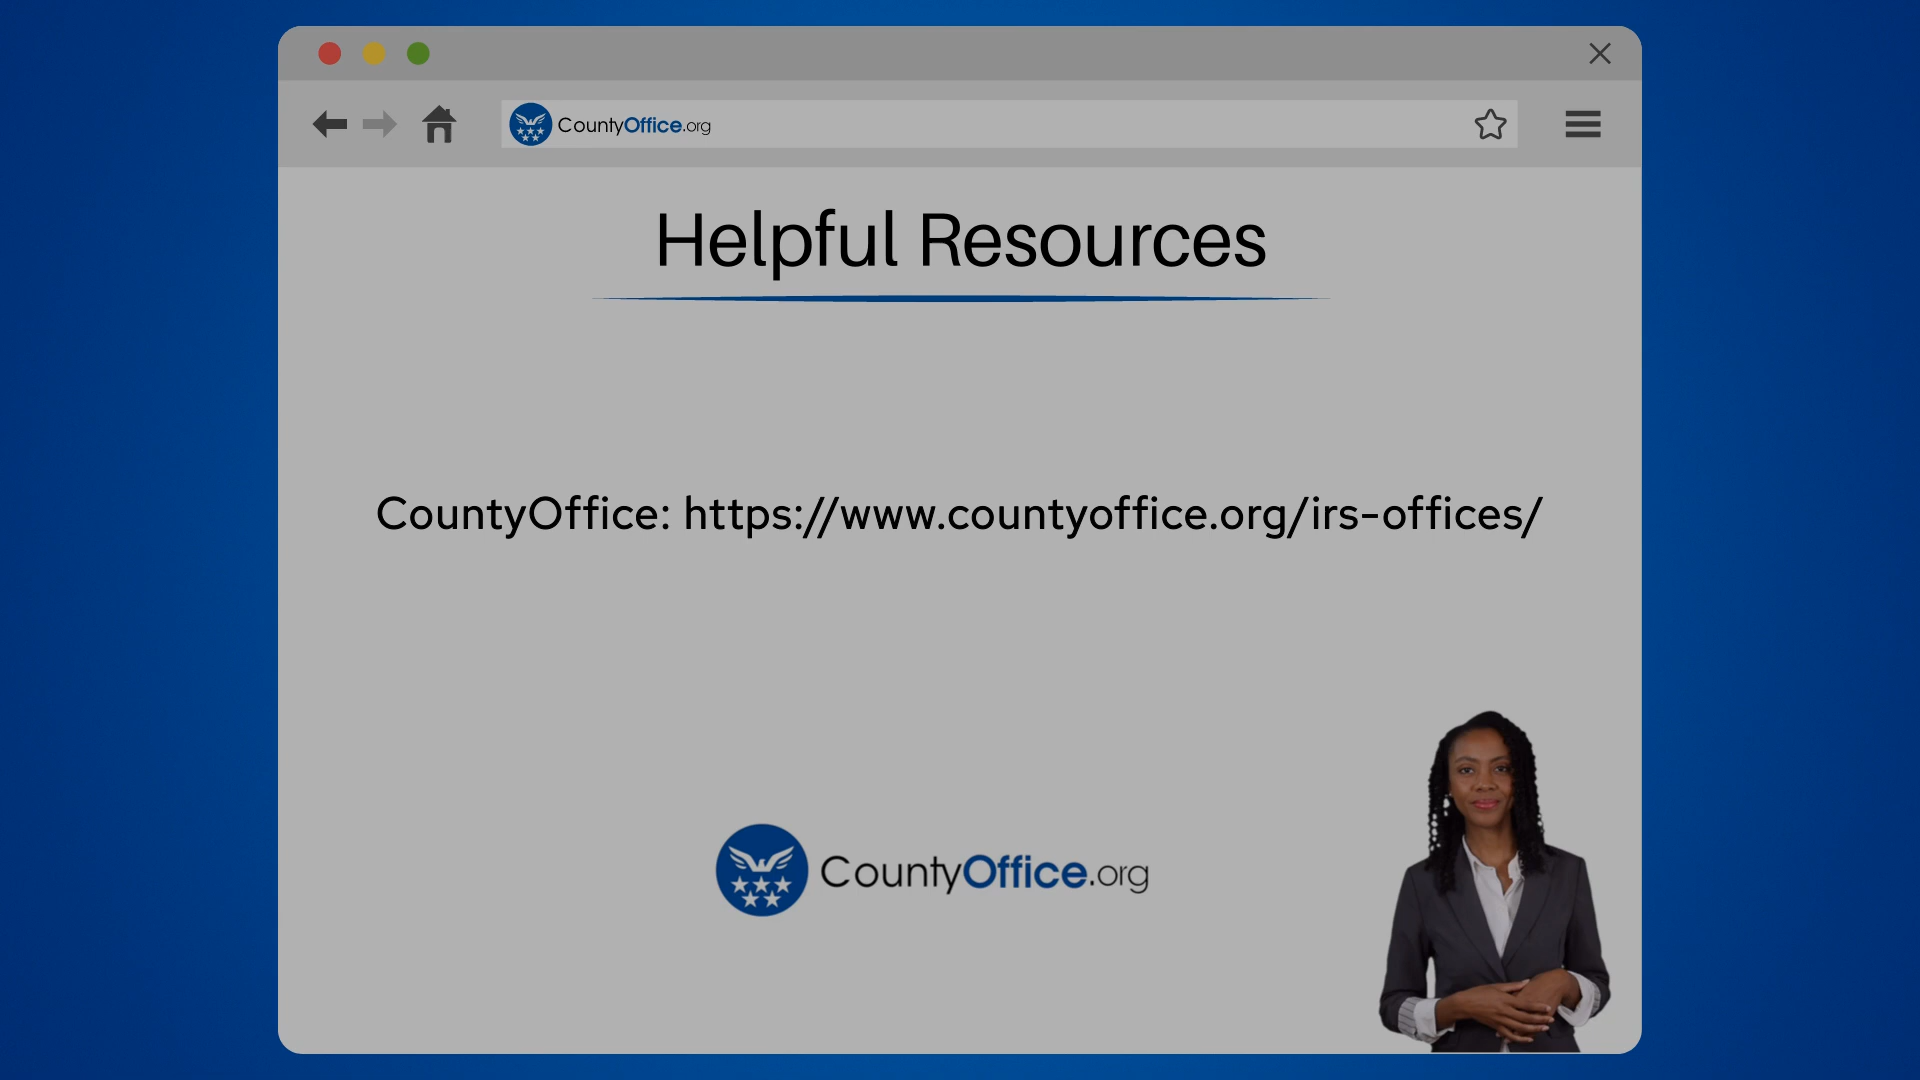 CountyOffice.org
Helpful Resources
CountyOffice: https://www.countyoffice.org/irs-offices/
CountyOffice.org